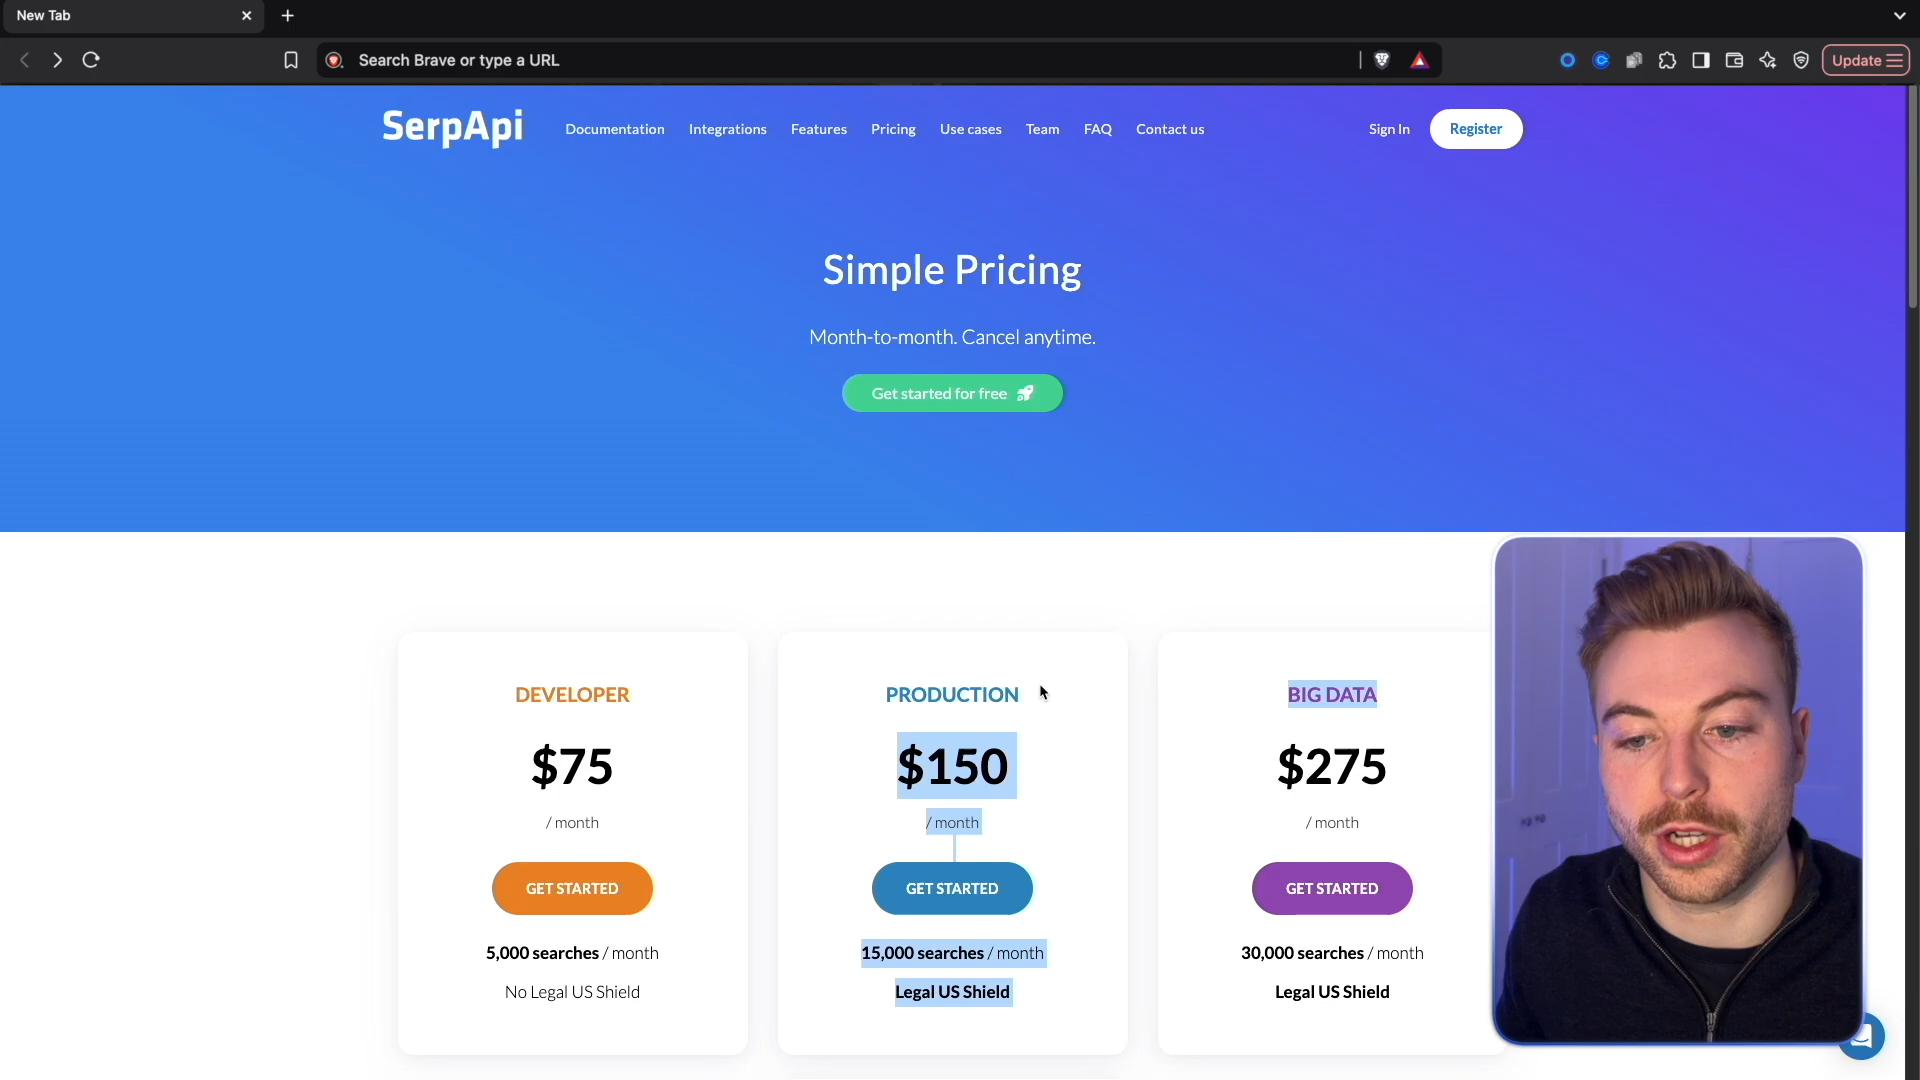 New Tab
Search Brave or type a URL
Update
SerpApi
Documentation Integrations Features Pricing Use cases Team FAQ Contact us
Sign In
Register
Simple Pricing
Month-to-month. Cancel anytime.
Get started for free
DEVELOPER
$75
/ month
GET STARTED
5,000 searches / month
No Legal US Shield
PRODUCTION
$150
/ month
GET STARTED
15,000 searches / month
Legal US Shield
BIG DATA
$275
/ month
GET STARTED
30,000 searches / month
Legal US Shield